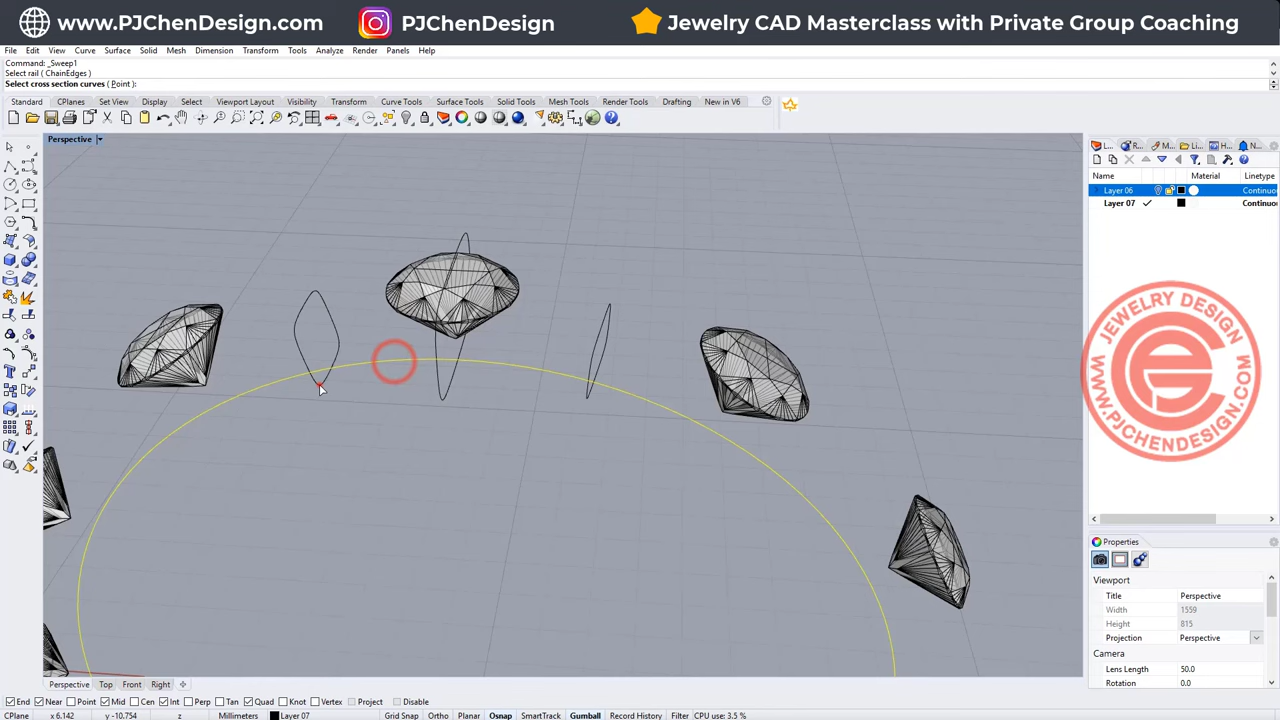 www.PJChenDesign.com PJChenDesign Jewelry CAD Masterclass with Private Group Coaching
File Edit View Curve Surface Solid Mesh Dimension Transform Tools Analyze Render Panels Help
Command: _Sweep1
Select rail ( ChainEdges )
Select cross section curves ( Point ):
Standard CPlanes Set View Display Select Viewport Layout Visibility Transform Curve Tools Surface Tools Solid Tools Mesh Tools Render Tools Drafting New in V6
Perspective
L... R... M... Li... H... N...
Name Material Linetype
Layer 06 Continuo
Layer 07 Continuo
JEWELRY DESIGN MASTERCLASS
WWW.PJCHENDESIGN.COM
Properties
Viewport
Title Perspective
Width 1559
Height 815
Projection Perspective
Camera
Lens Length 50.0
Rotation 0.0
Perspective Top Front Right
End Near Point Mid Cen Int Perp Tan Quad Knot Vertex Project Disable
CPlane x 6.142 y -10.754 z Millimeters Layer 07 Grid Snap Ortho Planar Osnap SmartTrack Gumball Record History Filter CPU use: 3.5 %